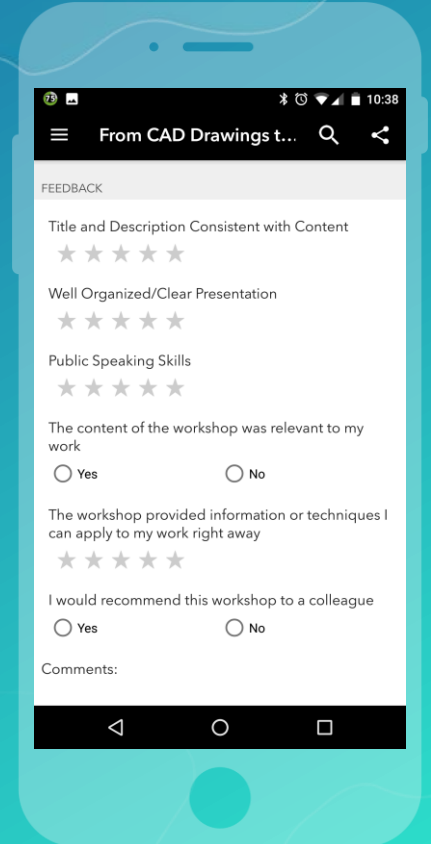 75
10:38
From CAD Drawings t...
FEEDBACK
Title and Description Consistent with Content
Well Organized/Clear Presentation
Public Speaking Skills
The content of the workshop was relevant to my
work
Yes No
The workshop provided information or techniques I
can apply to my work right away
I would recommend this workshop to a colleague
Yes No
Comments: